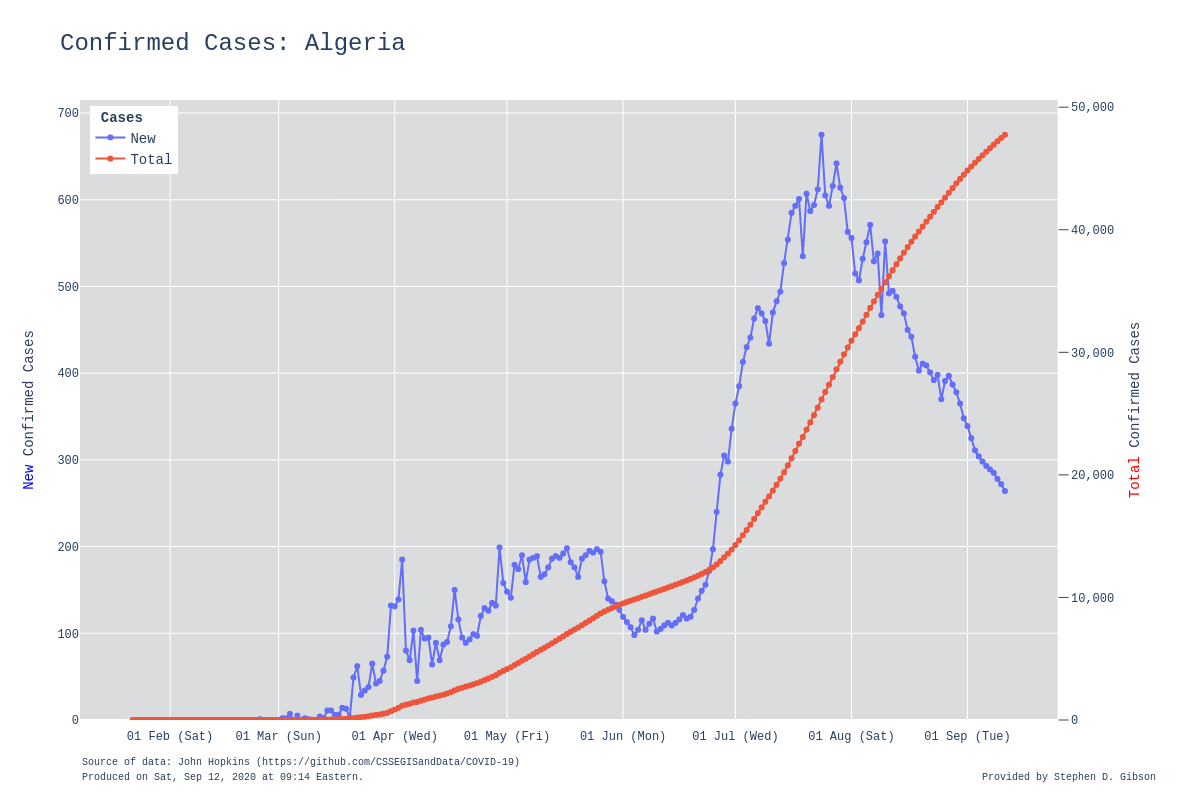 Confirmed Cases: Algeria
Cases
New
Total
700
600
500
400
300
200
100
0
New Confirmed Cases
50,000
40,000
30,000
20,000
10,000
0
Total Confirmed Cases
01 Feb (Sat)
01 Mar (Sun)
01 Apr (Wed)
01 May (Fri)
01 Jun (Mon)
01 Jul (Wed)
01 Aug (Sat)
01 Sep (Tue)
Source of data: John Hopkins (https://github.com/CSSEGISandData/COVID-19)
Produced on Sat, Sep 12, 2020 at 09:14 Eastern.
Provided by Stephen D. Gibson